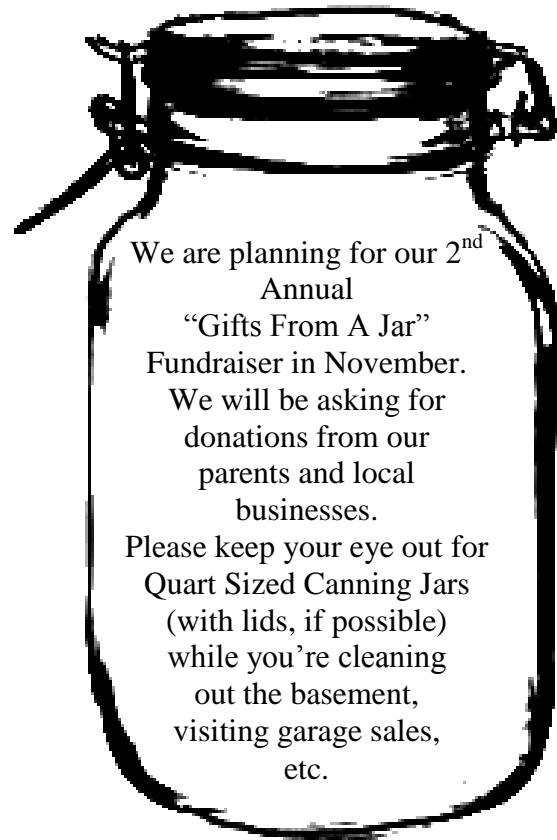 We are planning for our 2nd
Annual
“Gifts From A Jar”
Fundraiser in November.
We will be asking for
donations from our
parents and local
businesses.
Please keep your eye out for
Quart Sized Canning Jars
(with lids, if possible)
while you’re cleaning
out the basement,
visiting garage sales,
etc.